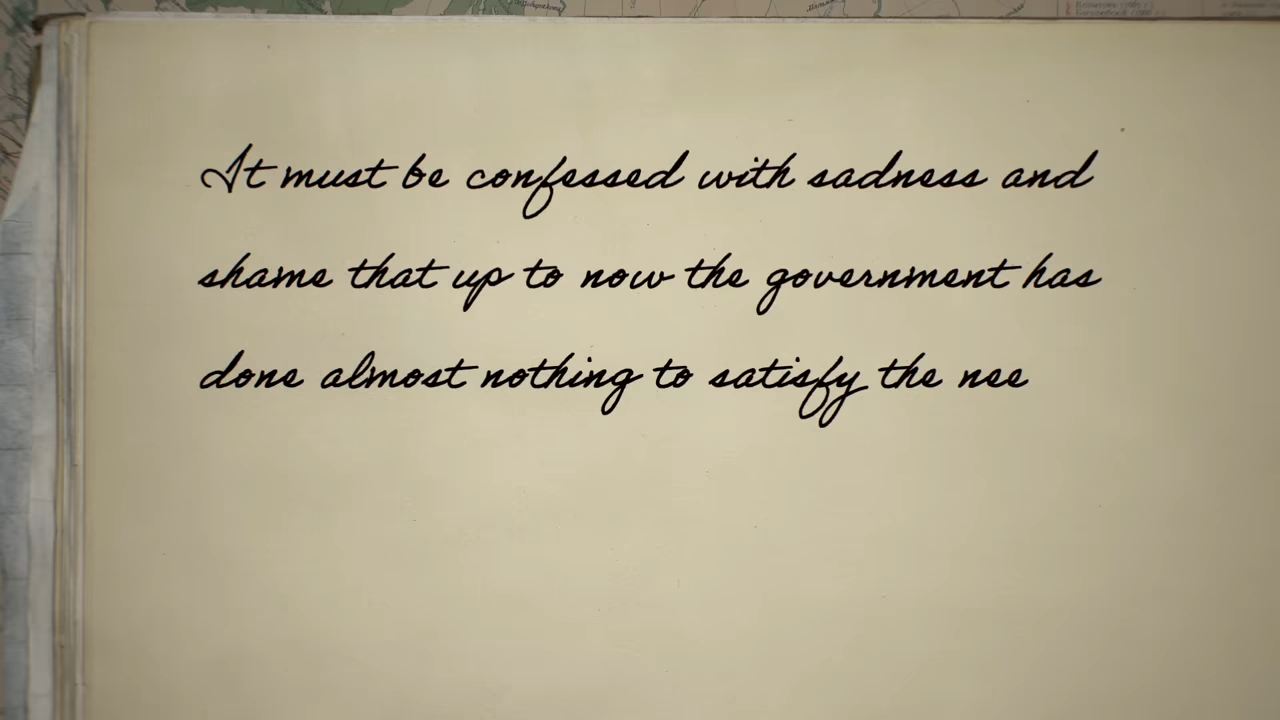 It must be confessed with sadness and
shame that up to now the government has
done almost nothing to satisfy the nee